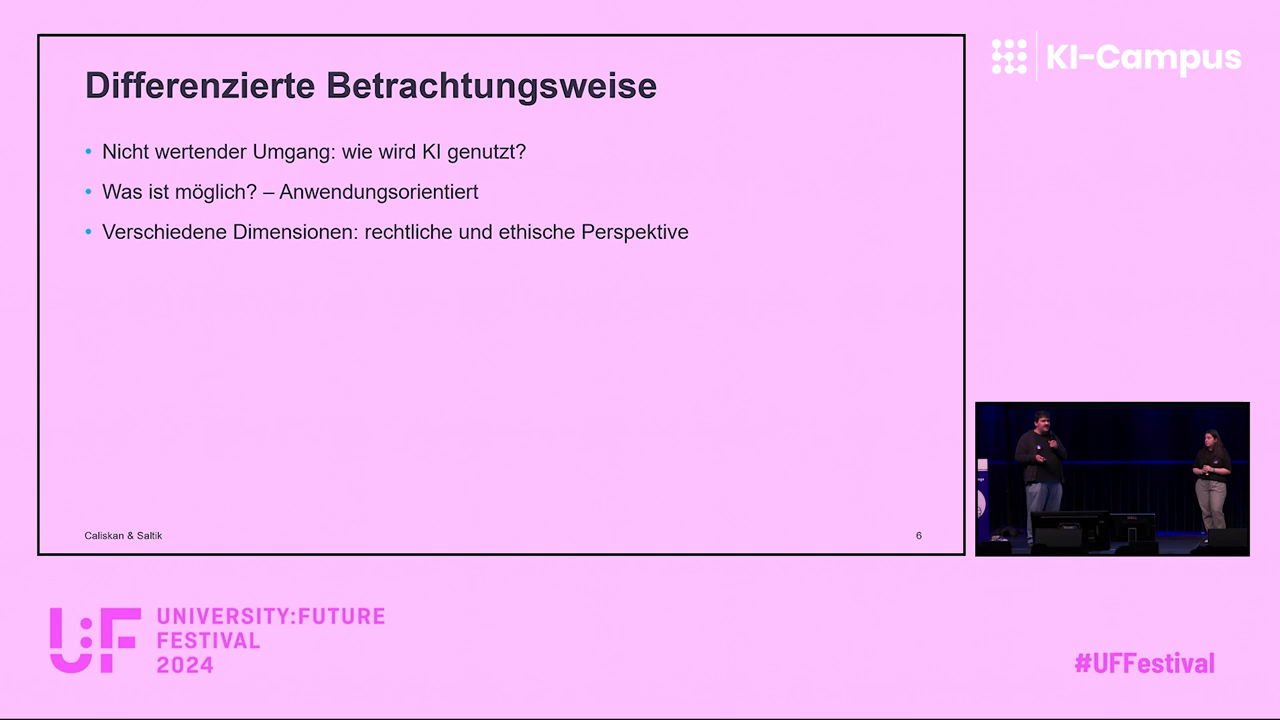 Differenzierte Betrachtungsweise
• Nicht wertender Umgang: wie wird KI genutzt?
• Was ist möglich? – Anwendungsorientiert
• Verschiedene Dimensionen: rechtliche und ethische Perspektive
Caliskan & Saltik
6
KI-Campus
U:F
UNIVERSITY:FUTURE
FESTIVAL
2024
#UFFestival